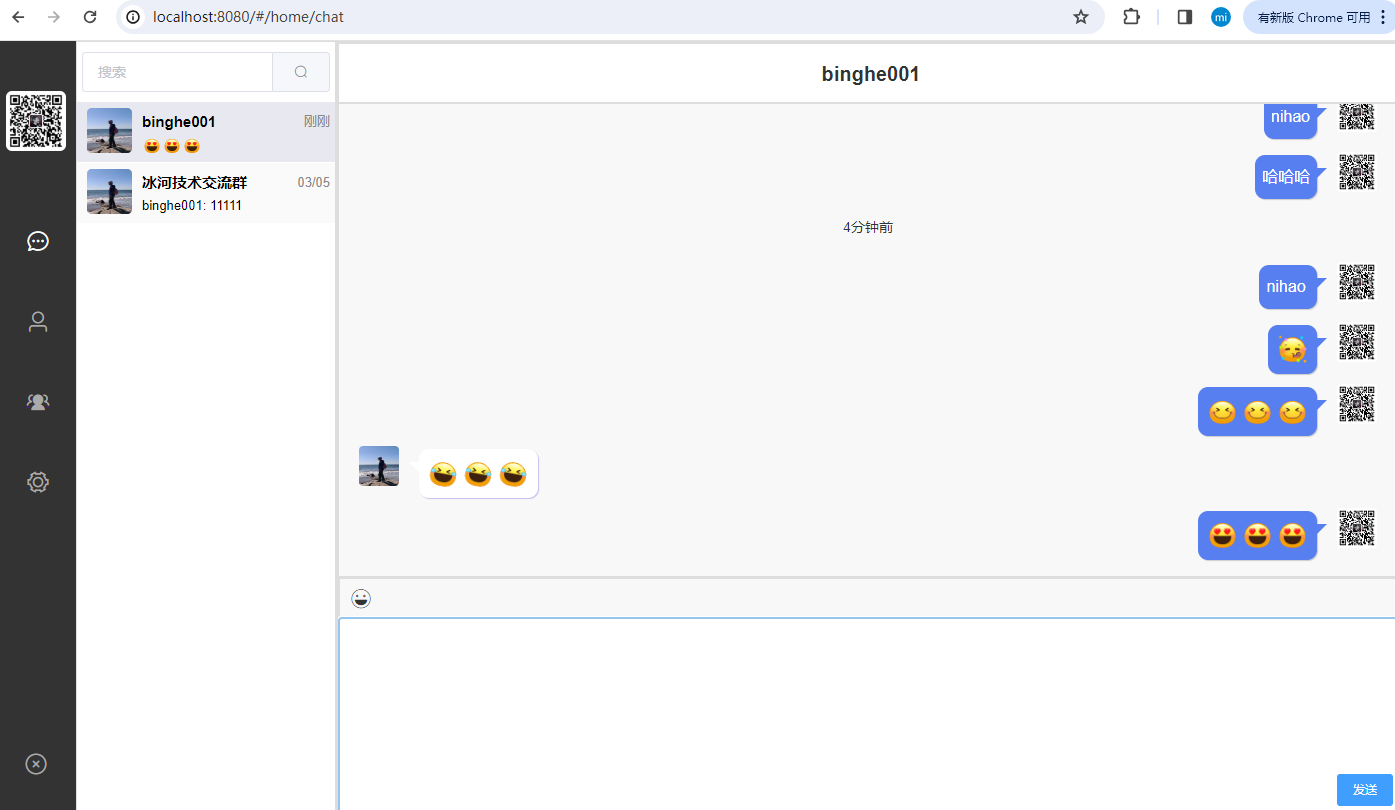 localhost:8080/#/home/chat
mi
有新版 Chrome 可用
搜索
binghe001
刚刚
冰河技术交流群
03/05
binghe001: 11111
binghe001
nihao
哈哈哈
4分钟前
nihao
发送